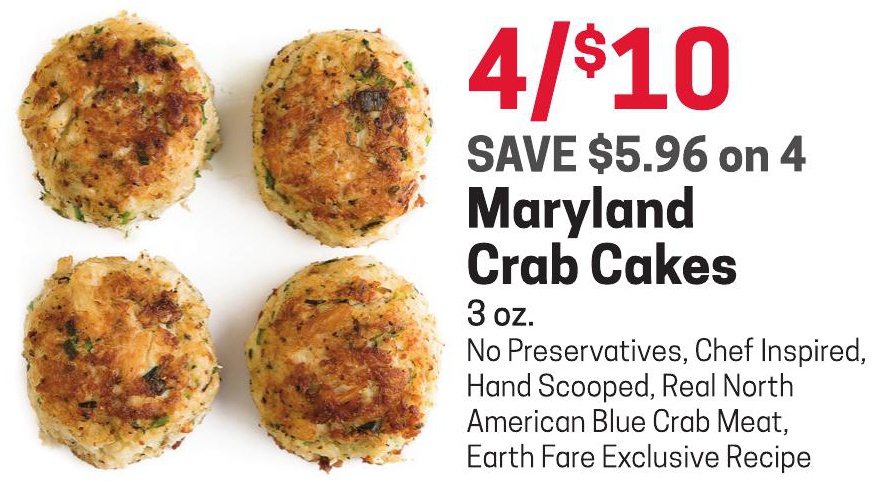 4/$10
SAVE $5.96 on 4
Maryland
Crab Cakes
3 oz.
No Preservatives, Chef Inspired,
Hand Scooped, Real North
American Blue Crab Meat,
Earth Fare Exclusive Recipe